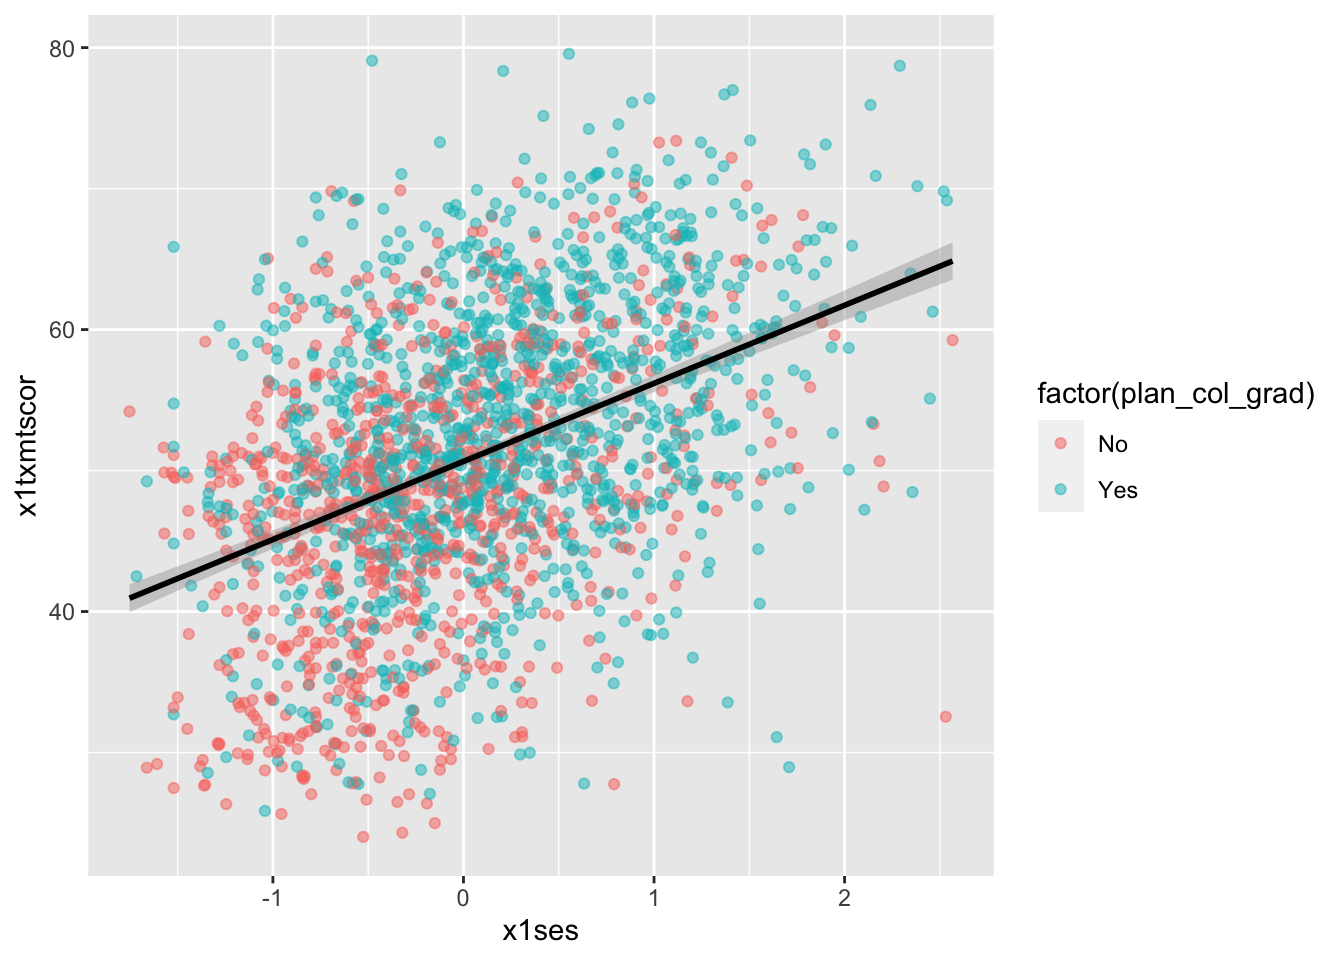 80
60
40
-1
0
1
2
x1ses
x1txmtscor
factor(plan_col_grad)
No
Yes